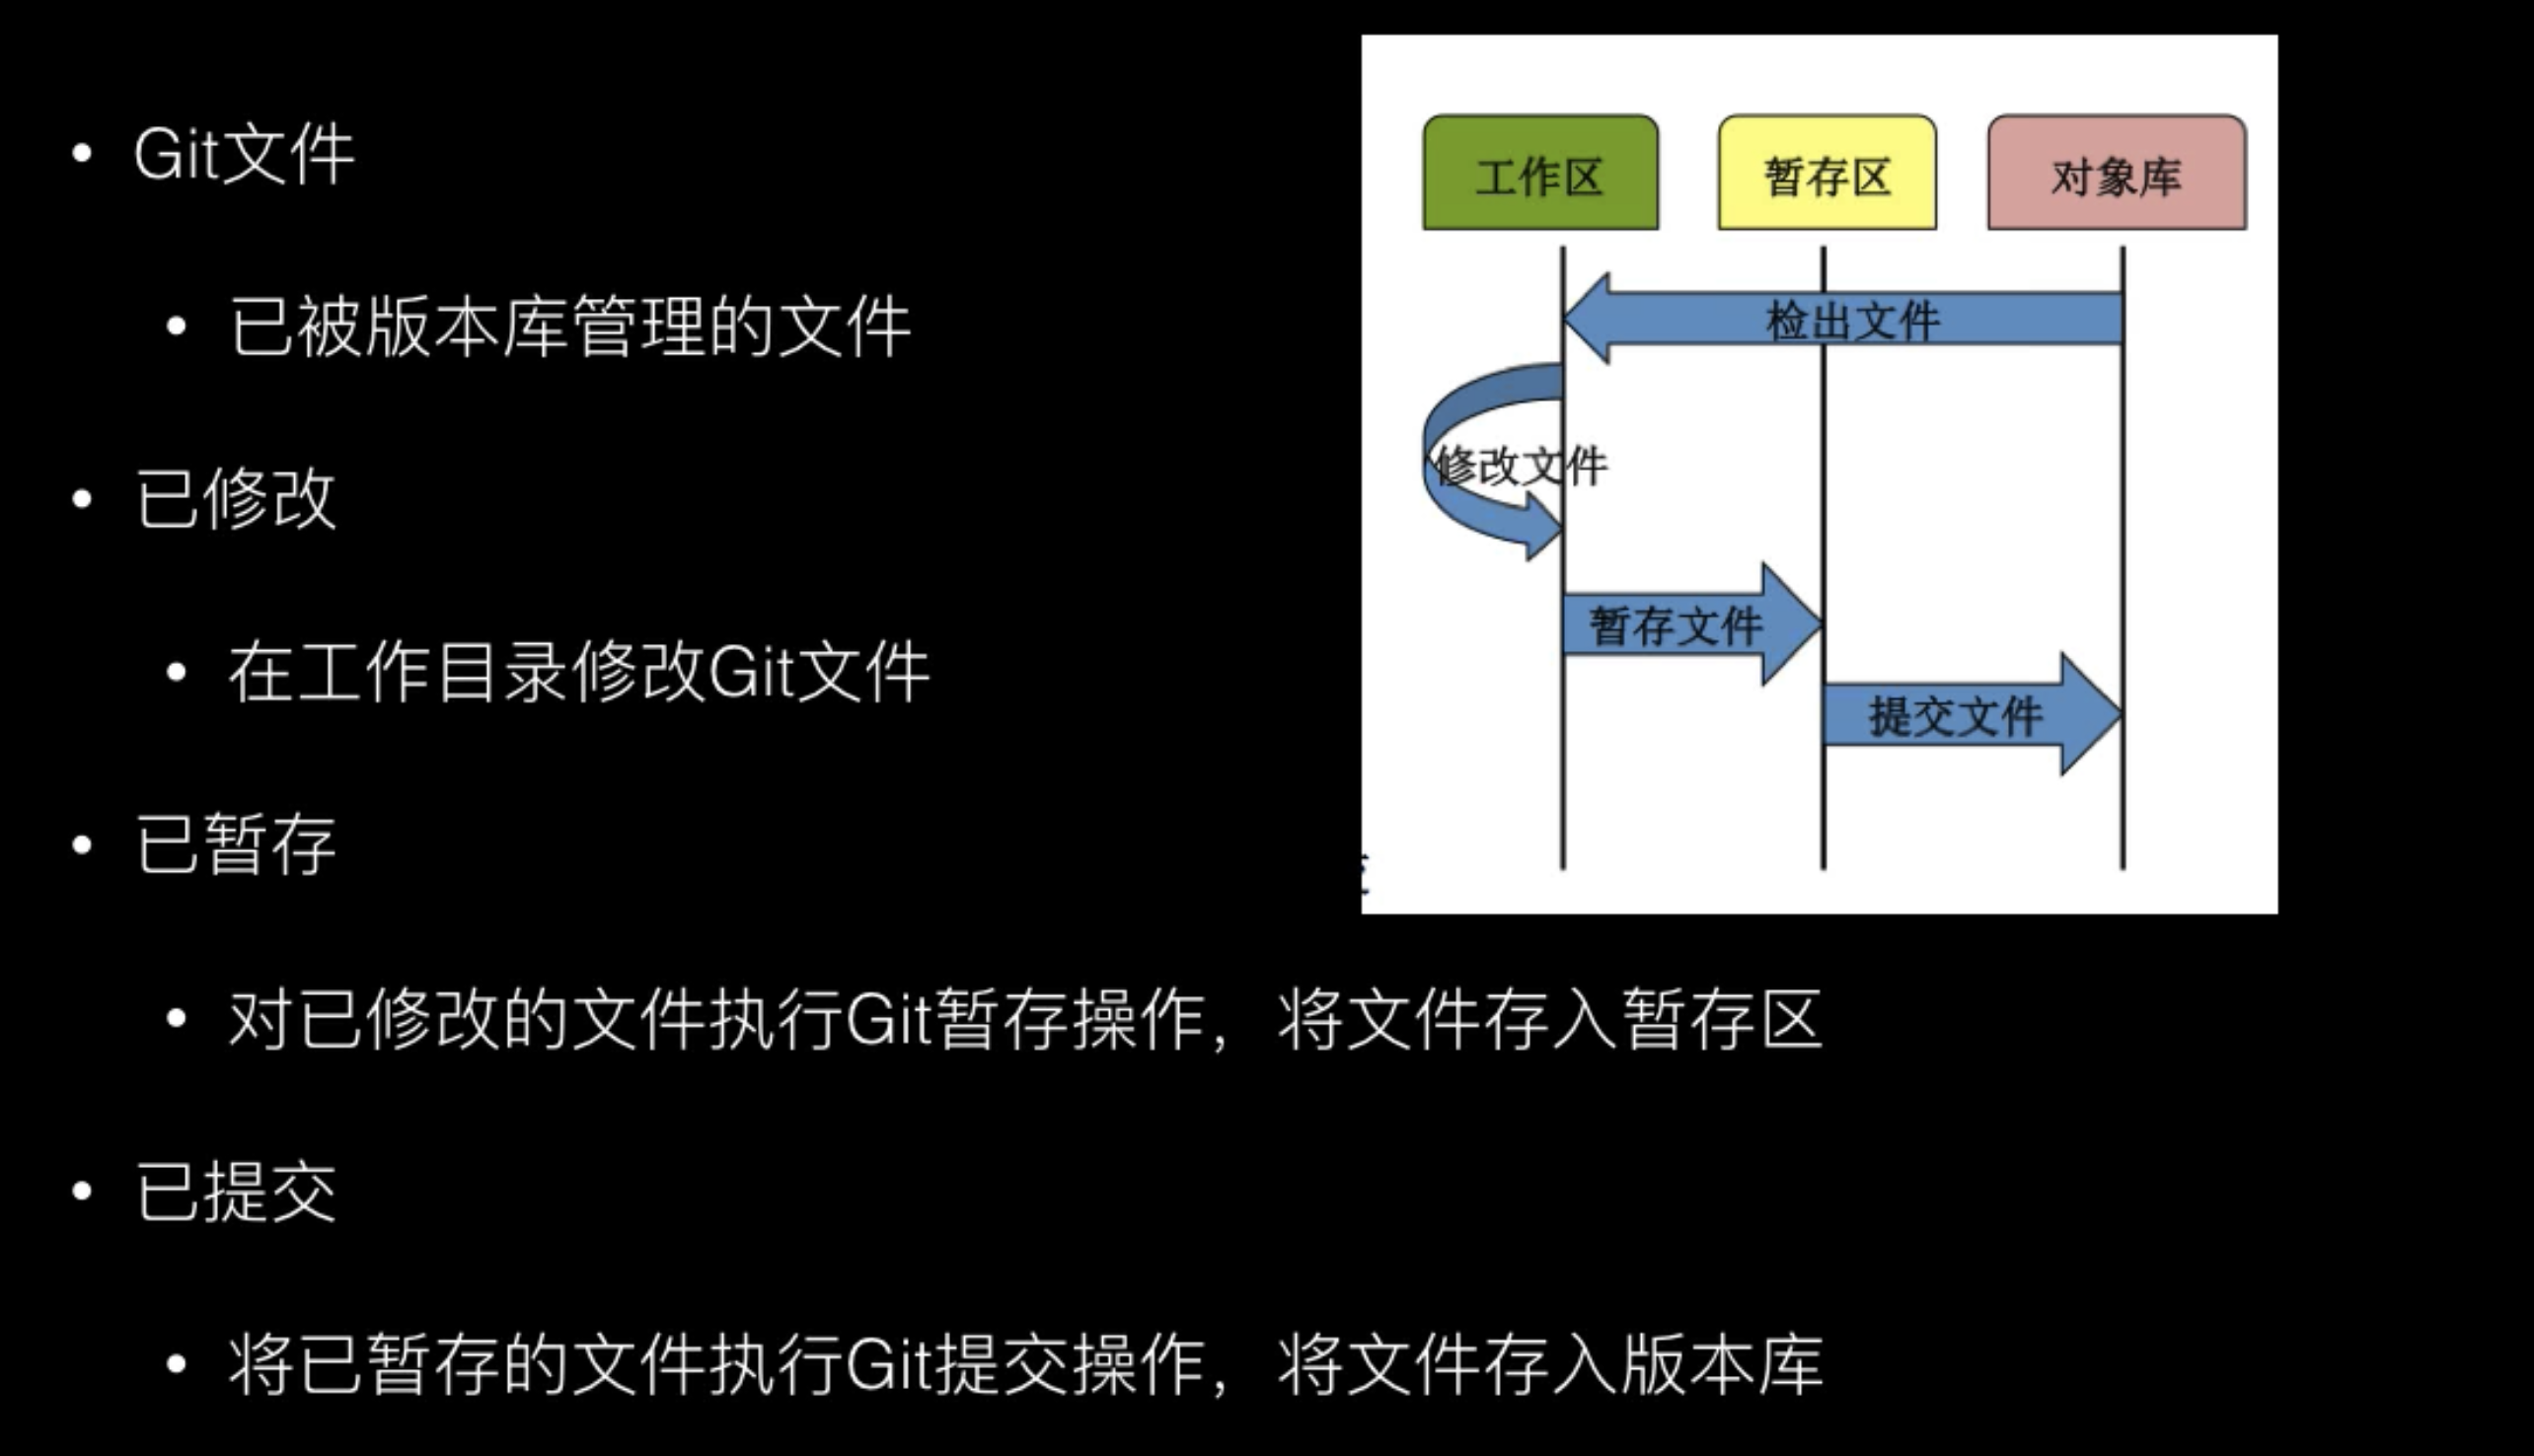 Git文件
已被版本库管理的文件
已修改
在工作目录修改Git文件
已暂存
对已修改的文件执行Git暂存操作，将文件存入暂存区
已提交
将已暂存的文件执行Git提交操作，将文件存入版本库
工作区
暂存区
对象库
检出文件
修改文件
暂存文件
提交文件